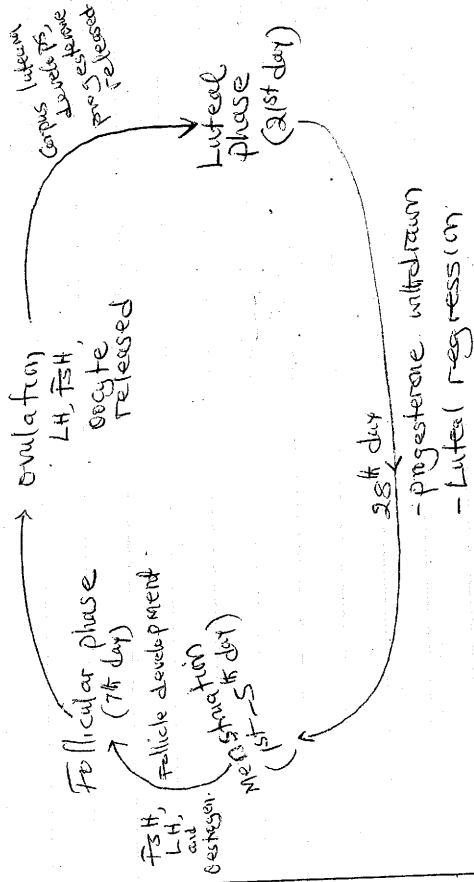 Follicular phase
(7th day)
Ovulation
LH, FSH,
oocyte
released
Corpus luteum
develops,
progesterone
released
Luteal
phase
(21st day)
28th day
- progesterone withdrawn
- Luteal regression
Menstruation
(1st - 5th day)
FSH,
LH,
and
oestrogen.
Follicle development.